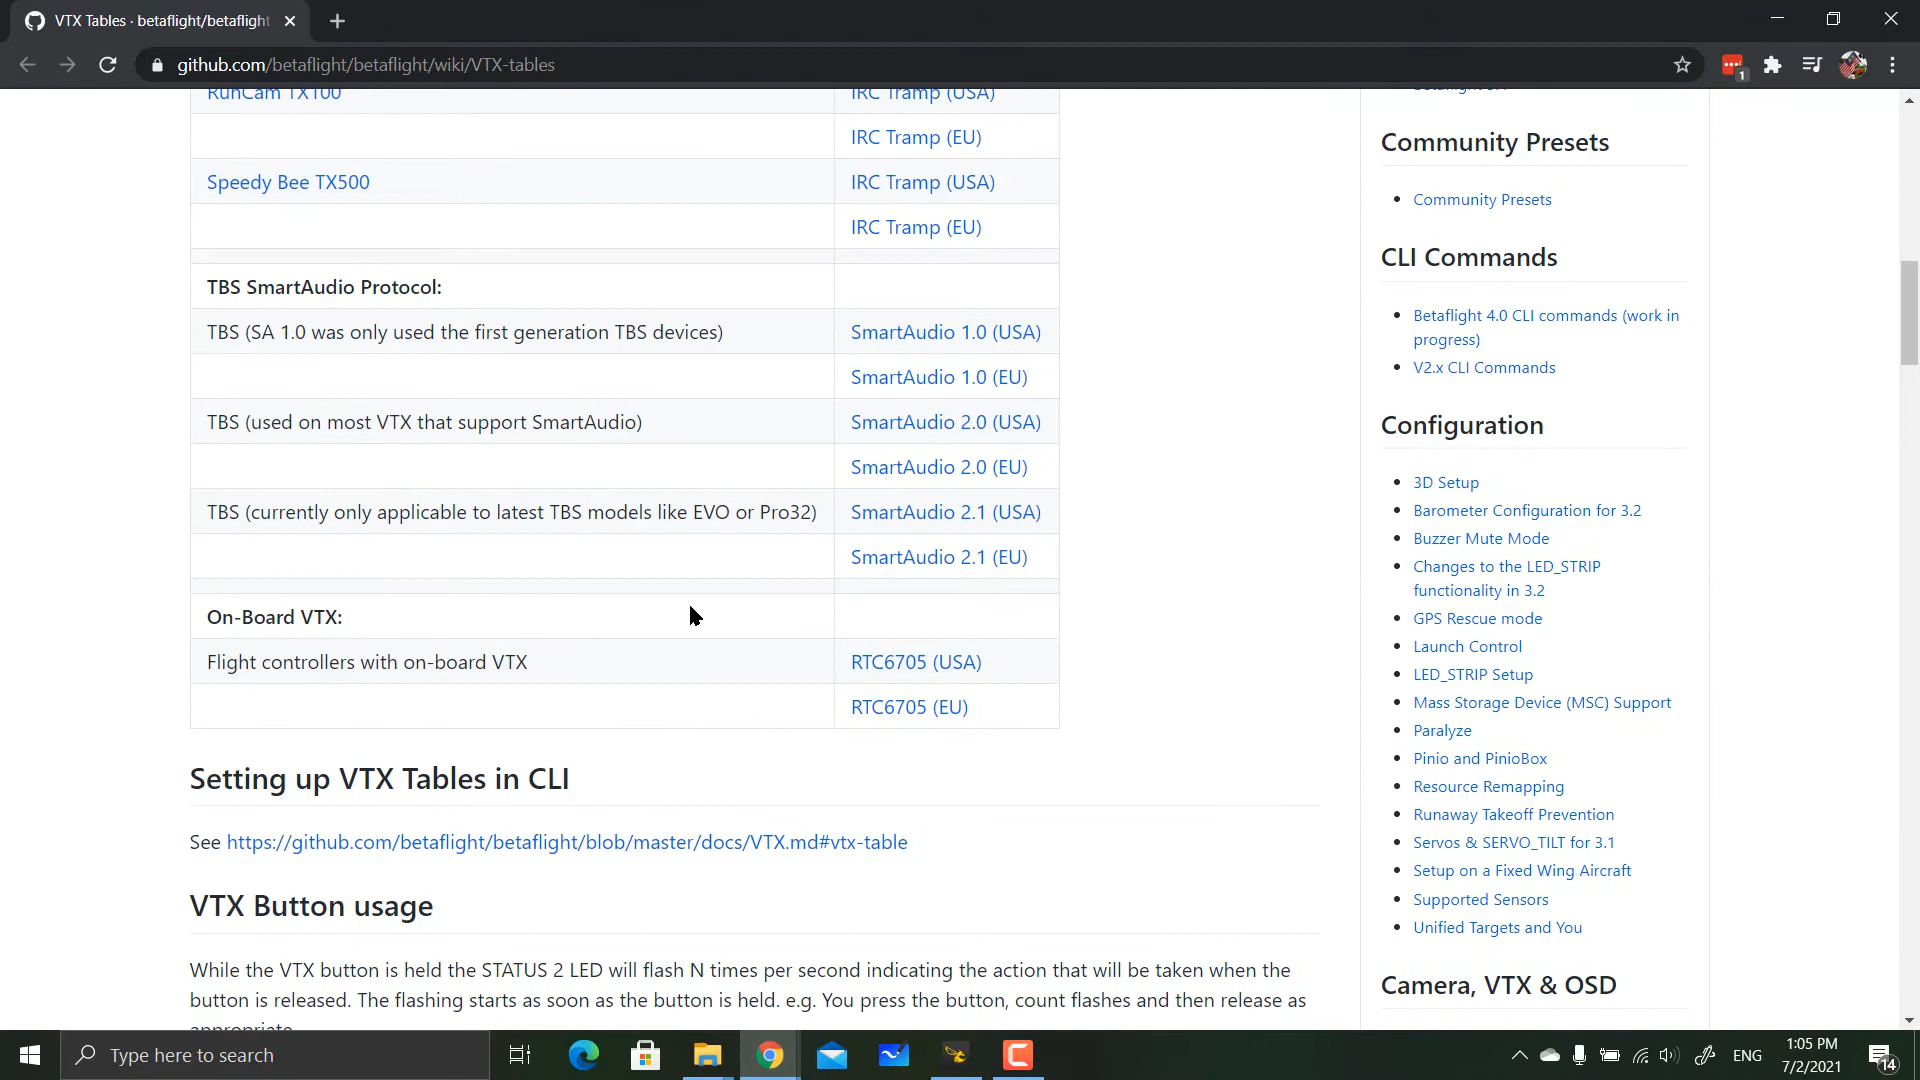 VTX Tables · betaflight/betaflight
github.com/betaflight/betaflight/wiki/VTX-tables
1
RunCam TX100
IRC Tramp (USA)
IRC Tramp (EU)
Speedy Bee TX500
IRC Tramp (USA)
IRC Tramp (EU)
TBS SmartAudio Protocol:
TBS (SA 1.0 was only used the first generation TBS devices)
SmartAudio 1.0 (USA)
SmartAudio 1.0 (EU)
TBS (used on most VTX that support SmartAudio)
SmartAudio 2.0 (USA)
SmartAudio 2.0 (EU)
TBS (currently only applicable to latest TBS models like EVO or Pro32)
SmartAudio 2.1 (USA)
SmartAudio 2.1 (EU)
On-Board VTX:
Flight controllers with on-board VTX
RTC6705 (USA)
RTC6705 (EU)
Setting up VTX Tables in CLI
See https://github.com/betaflight/betaflight/blob/master/docs/VTX.md#vtx-table
VTX Button usage
While the VTX button is held the STATUS 2 LED will flash N times per second indicating the action that will be taken when the
button is released. The flashing starts as soon as the button is held. e.g. You press the button, count flashes and then release as
appropriate.
Community Presets
Community Presets
CLI Commands
Betaflight 4.0 CLI commands (work in
progress)
V2.x CLI Commands
Configuration
3D Setup
Barometer Configuration for 3.2
Buzzer Mute Mode
Changes to the LED_STRIP
functionality in 3.2
GPS Rescue mode
Launch Control
LED_STRIP Setup
Mass Storage Device (MSC) Support
Paralyze
Pinio and PinioBox
Resource Remapping
Runaway Takeoff Prevention
Servos & SERVO_TILT for 3.1
Setup on a Fixed Wing Aircraft
Supported Sensors
Unified Targets and You
Camera, VTX & OSD
Type here to search
ENG
1:05 PM
7/2/2021
14